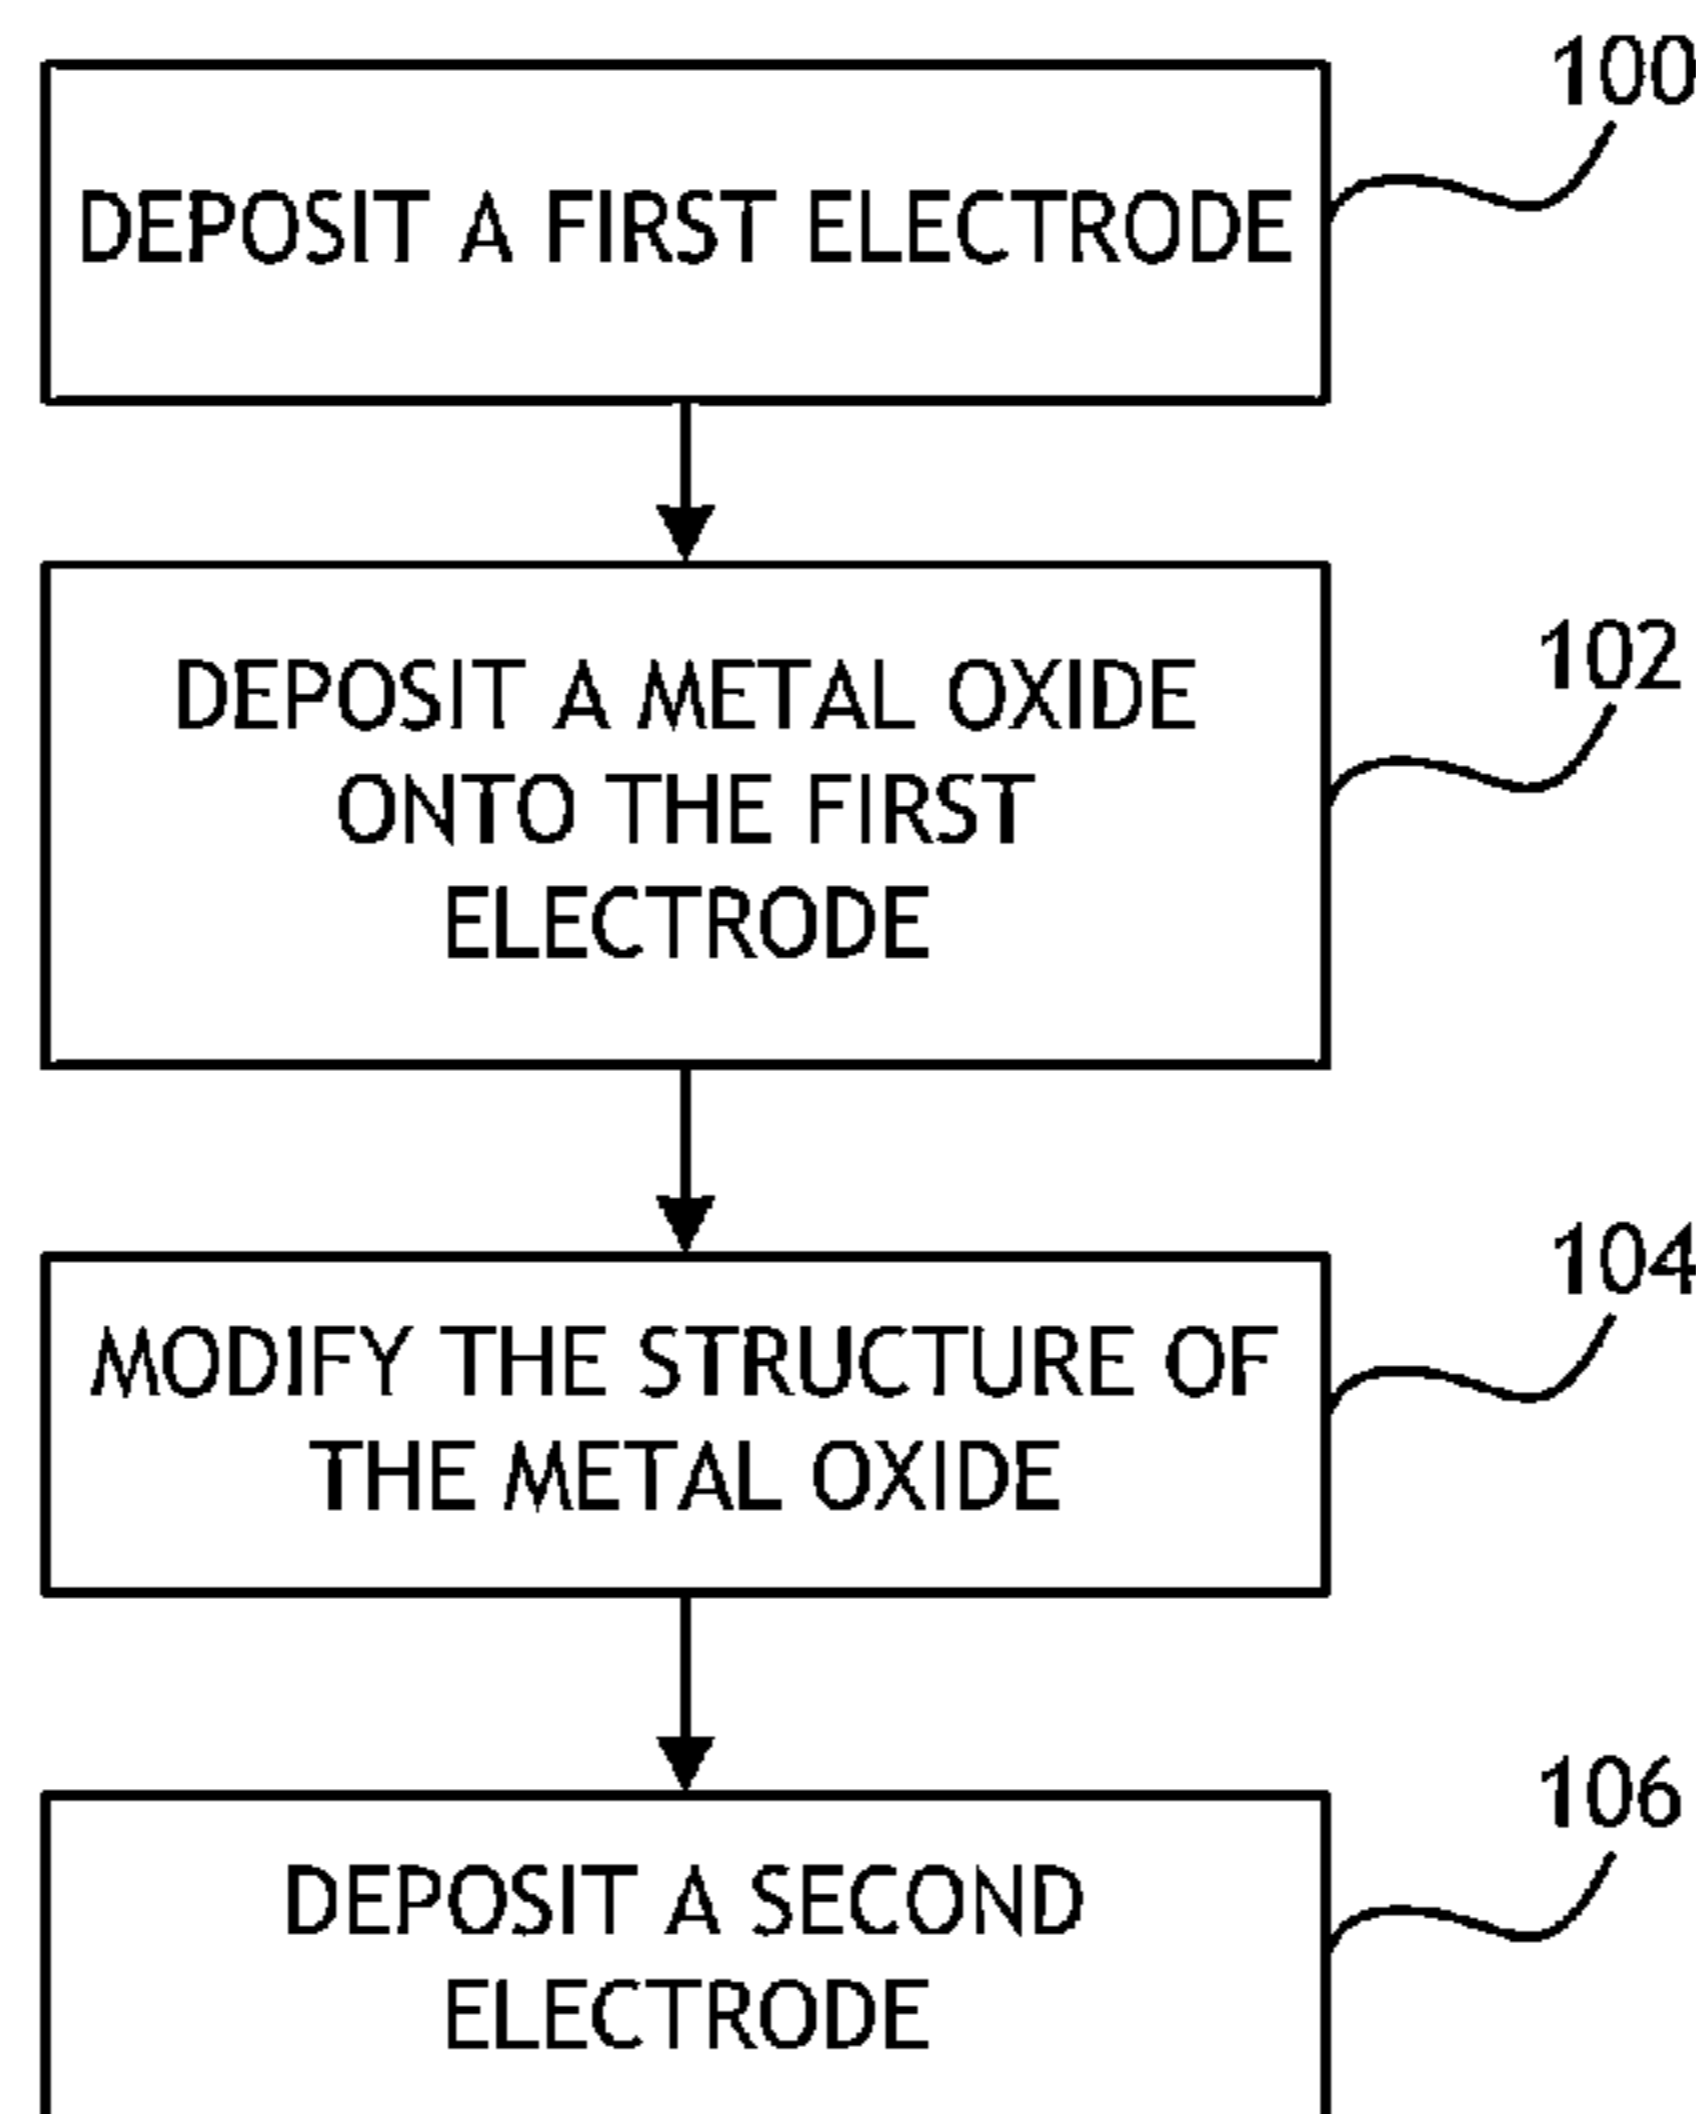 100
DEPOSIT A FIRST ELECTRODE
102
DEPOSIT A METAL OXIDE
ONTO THE FIRST
ELECTRODE
104
MODIFY THE STRUCTURE OF
THE METAL OXIDE
106
DEPOSIT A SECOND
ELECTRODE